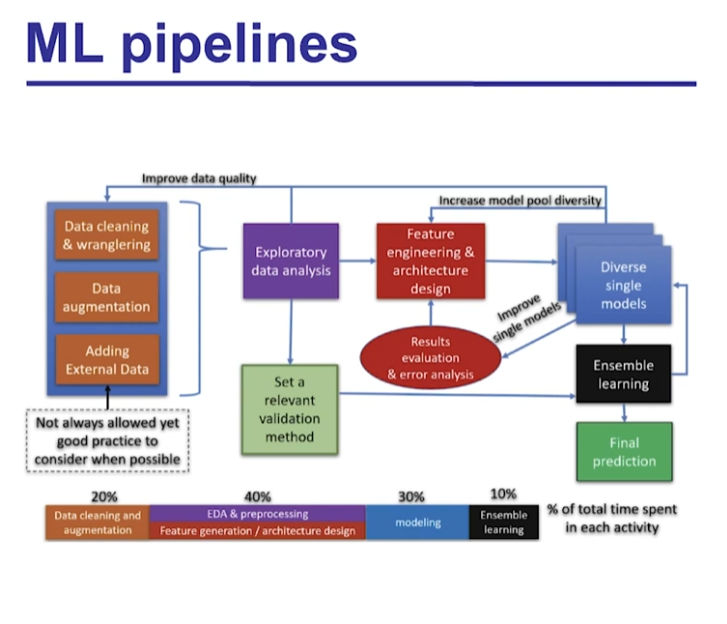 ML pipelines
Improve data quality
Increase model pool diversity
Data cleaning
& wranglering
Data
augmentation
Adding
External Data
Not always allowed yet
good practice to
consider when possible
Exploratory
data analysis
Set a
relevant
validation
method
Feature
engineering &
architecture
design
Results
evaluation
& error analysis
Improve
single models
Diverse
single
models
Ensemble
learning
Final
prediction
20%
40%
30%
10%
Data cleaning and
augmentation
EDA & preprocessing
Feature generation / architecture design
modeling
Ensemble
learning
% of total time spent
in each activity